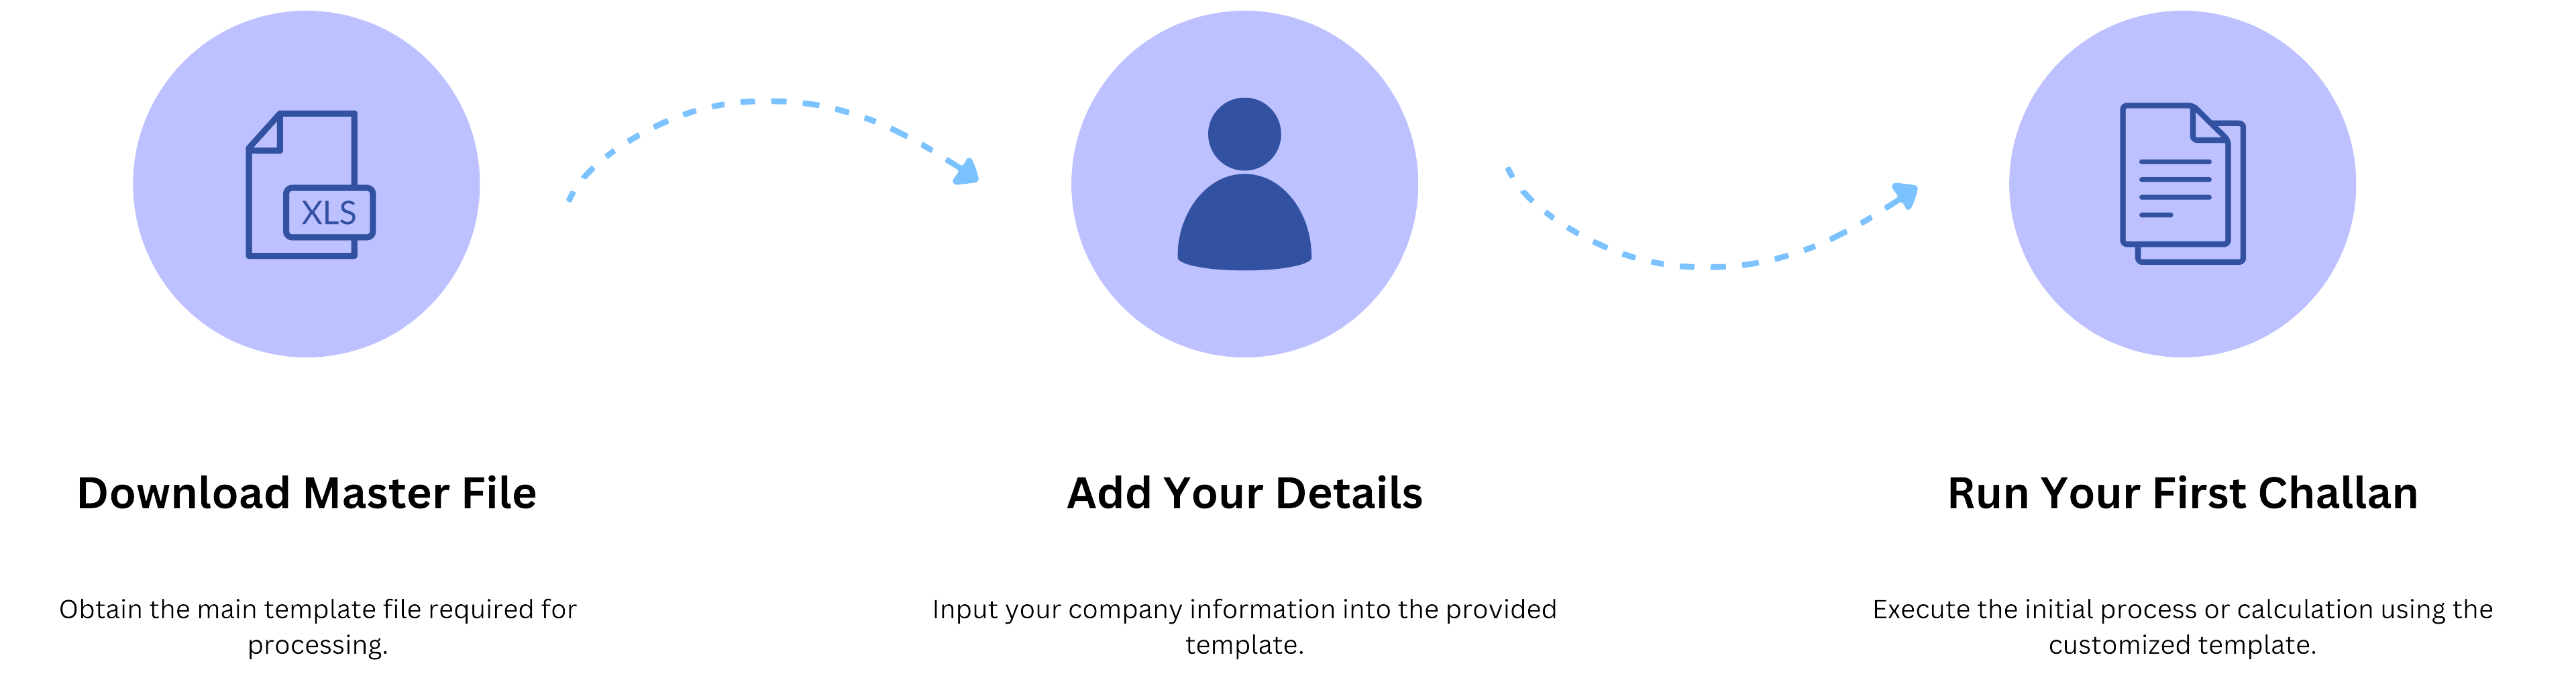 XLS
Download Master File
Obtain the main template file required for
processing.
Add Your Details
Input your company information into the provided
template.
Run Your First Challan
Execute the initial process or calculation using the
customized template.